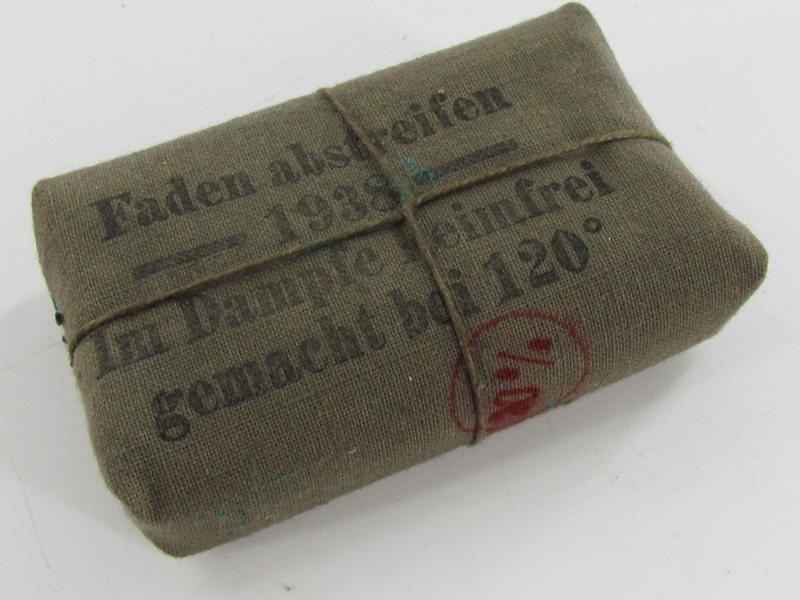 Faden abstreifen
— 1938 —
Im Dampfe keimfrei
gemacht bei 120°